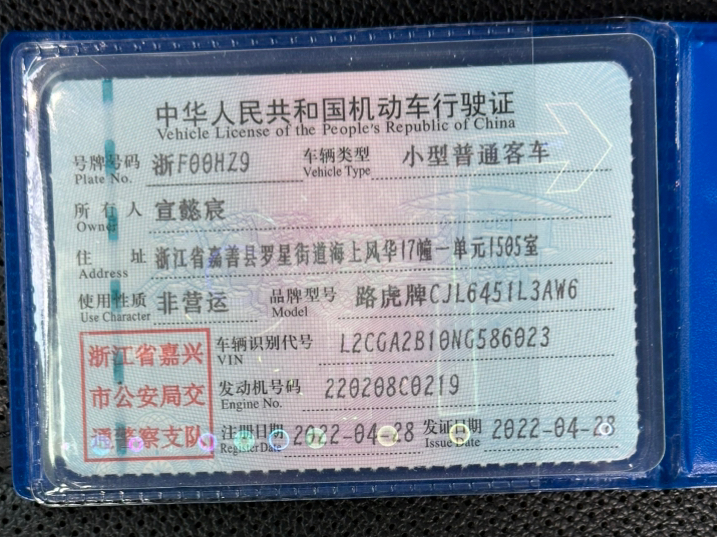 中华人民共和国机动车行驶证
Vehicle License of the People's Republic of China
号牌号码 浙F00HZ9 车辆类型 小型普通客车
Plate No. Vehicle Type
所有人 宣懿宸
Owner
住址 浙江省嘉善县罗星街道海上风华17幢一单元1505室
Address
使用性质 非营运 品牌型号 路虎牌CJL6451L3AW6
Use Character Model
浙江省嘉兴
市公安局交
通警察支队
车辆识别代号 L2CGA2B10NG586023
VIN
发动机号码 220208C0219
Engine No.
注册日期 2022-04-28 发证日期 2022-04-28
Register Date Issue Date